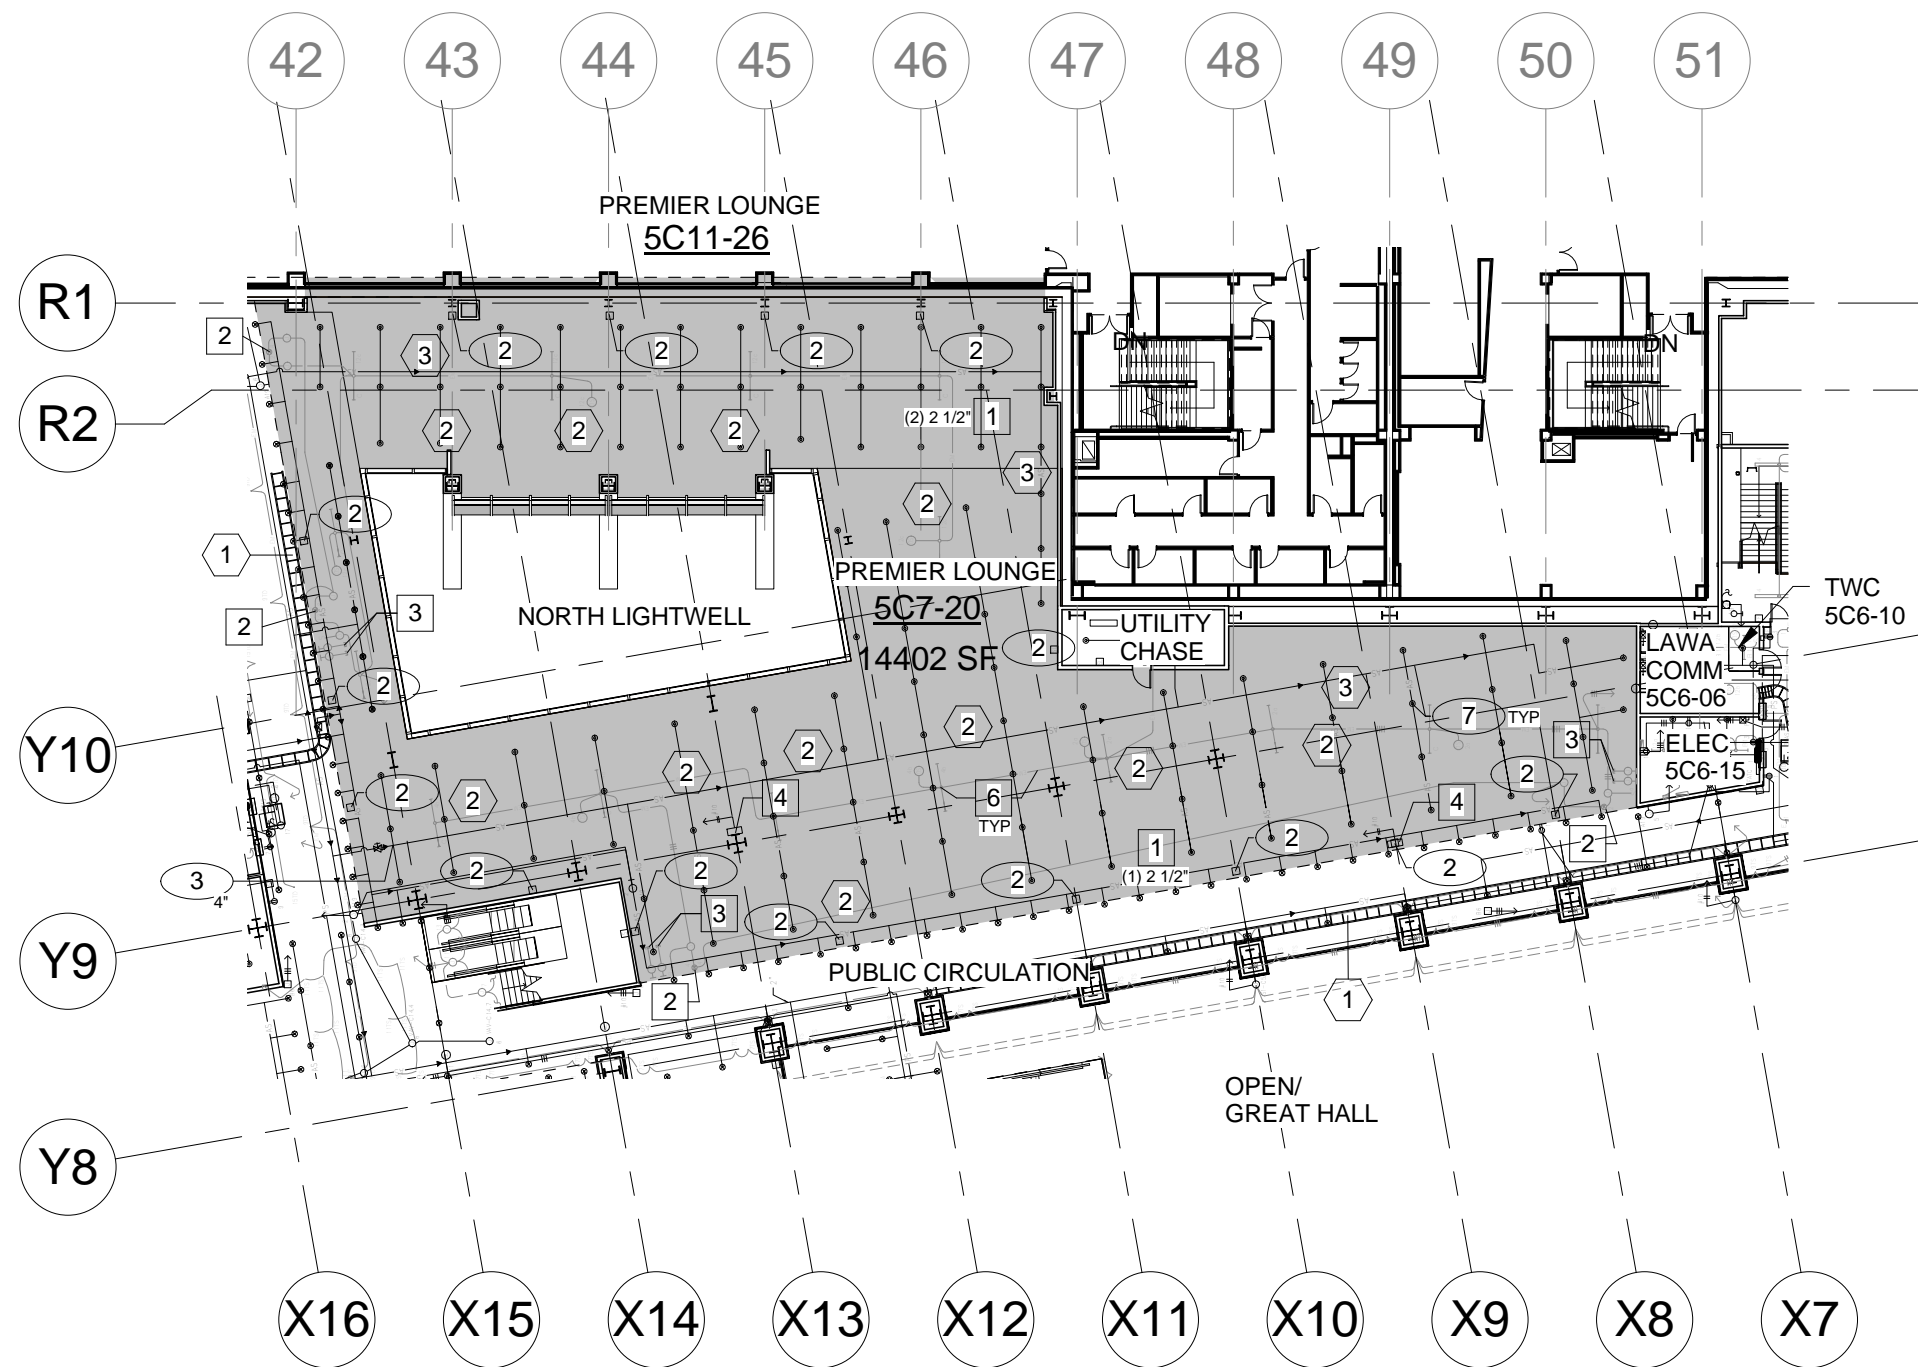 42
43
44
45
46
47
48
49
50
51
PREMIER LOUNGE
5C11-26
R1
2
3
2
2
2
2
DN
DN
R2
2
2
2
(2) 2 1/2"
1
3
2
2
1
PREMIER LOUNGE
5C7-20
14402 SF
NORTH LIGHTWELL
2
3
UTILITY
CHASE
2
TWC
5C6-10
LAWA
COMM
5C6-06
2
3
7
TYP
2
Y10
2
2
2
2
3
ELEC
5C6-15
2
2
2
4
6
TYP
2
4
1
(1) 2 1/2"
2
2
2
3
4"
2
2
2
2
3
2
Y9
PUBLIC CIRCULATION
2
1
OPEN/
GREAT HALL
Y8
X16
X15
X14
X13
X12
X11
X10
X9
X8
X7